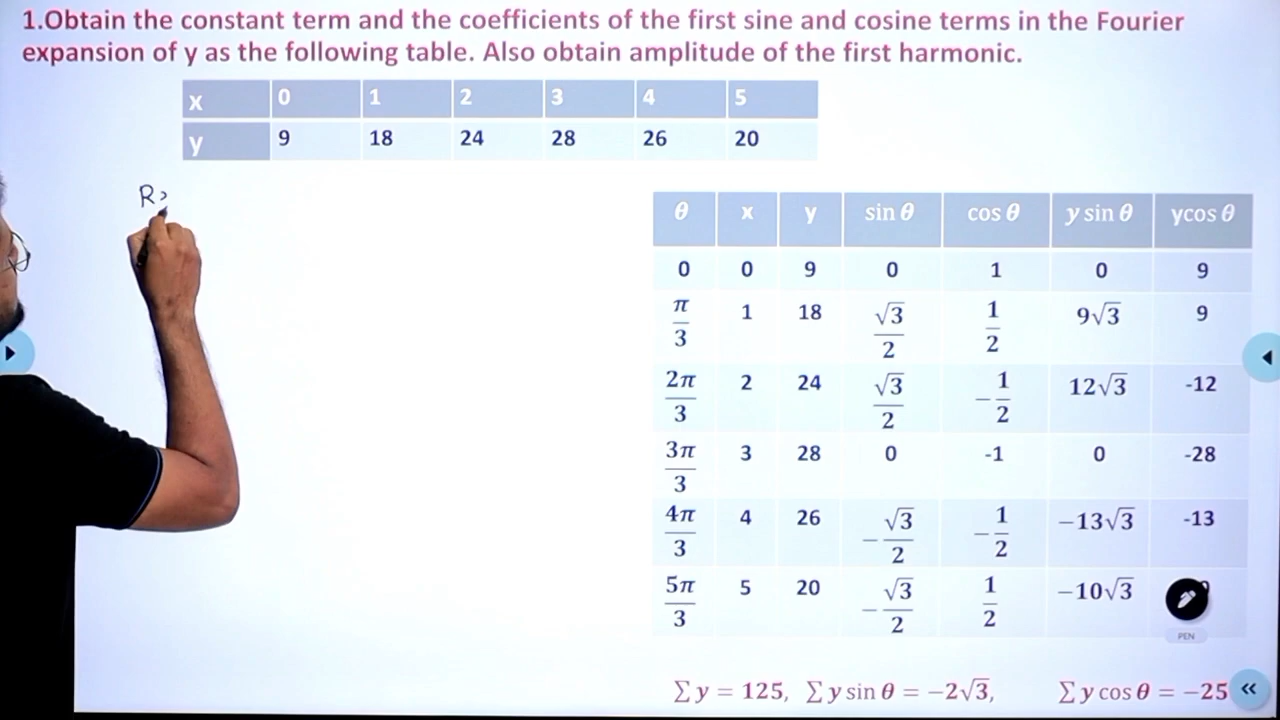 1.Obtain the constant term and the coefficients of the first sine and cosine terms in the Fourier
expansion of y as the following table. Also obtain amplitude of the first harmonic.
x 0 1 2 3 4 5
y 9 18 24 28 26 20
R
θ x y sin θ cos θ y sin θ ycos θ
0 0 9 0 1 0 9
π/3 1 18 √3/2 1/2 9√3 9
2π/3 2 24 √3/2 −1/2 12√3 -12
3π/3 3 28 0 -1 0 -28
4π/3 4 26 −√3/2 −1/2 −13√3 -13
5π/3 5 20 −√3/2 1/2 −10√3
PEN
∑ y = 125, ∑ y sin θ = −2√3, ∑ y cos θ = −25